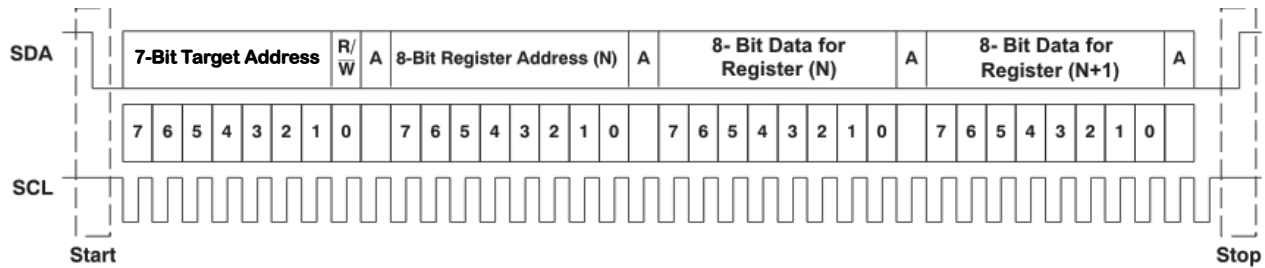 SDA
7-Bit Target Address
R/
W
A
8-Bit Register Address (N)
A
8- Bit Data for
Register (N)
A
8- Bit Data for
Register (N+1)
A
7 6 5 4 3 2 1 0 7 6 5 4 3 2 1 0 7 6 5 4 3 2 1 0 7 6 5 4 3 2 1 0
SCL
Start
Stop